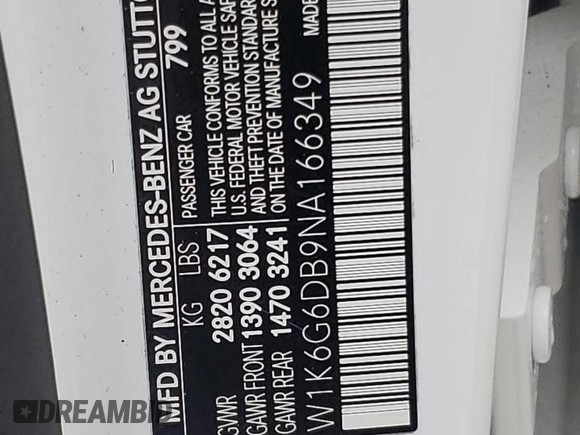 MFD BY MERCEDES-BENZ AG STUTTG
799
KG LBS PASSENGER CAR
GVWR 2820 6217
GAWR FRONT 1390 3064
GAWR REAR 1470 3241
THIS VEHICLE CONFORMS TO ALL A
U.S. FEDERAL MOTOR VEHICLE SAF
AND THEFT PREVENTION STANDAR
ON THE DATE OF MANUFACTURE S
W1K6G6DB9NA166349 MADE
DREAMBID